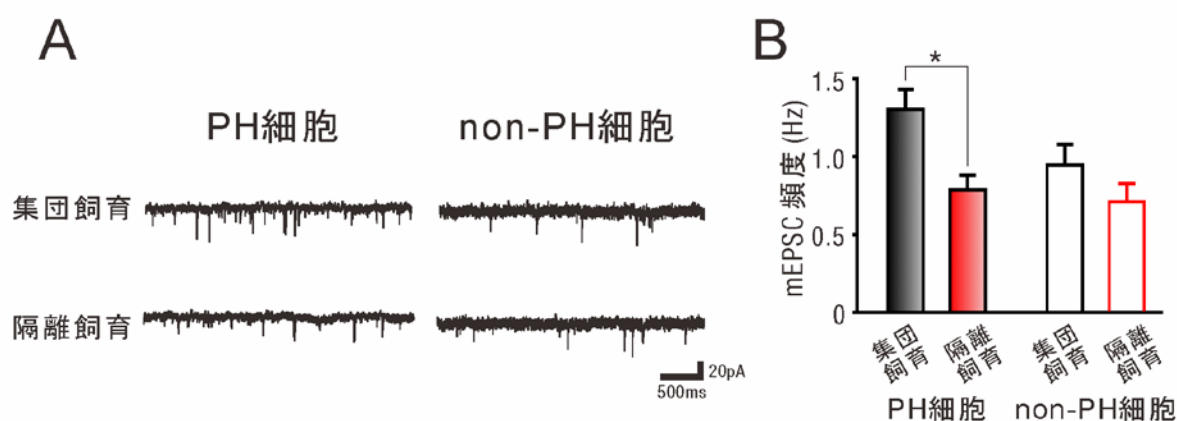 A
PH細胞
non-PH細胞
集団飼育
隔離飼育
20pA
500ms
B
*
mEPSC 頻度 (Hz)
1.5
1.0
0.5
0
集団
飼育
隔離
飼育
集団
飼育
隔離
飼育
PH細胞
non-PH細胞